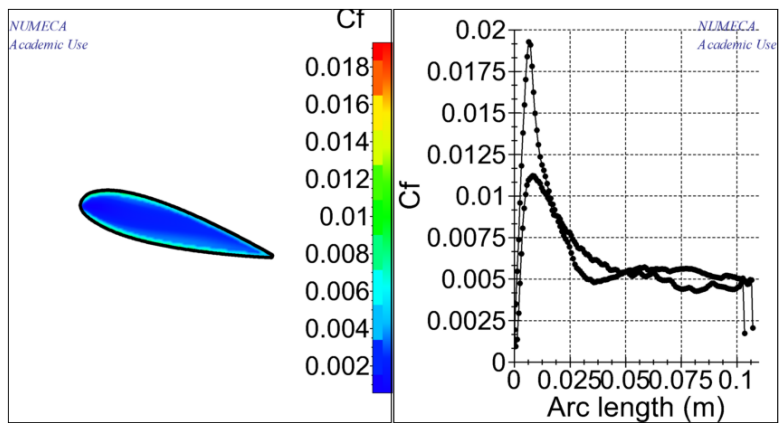 NUMECA
Academic Use
Cf
0.018
0.016
0.014
0.012
0.01
0.008
0.006
0.004
0.002
NUMECA
Academic Use
Cf
0.02
0.0175
0.015
0.0125
0.01
0.0075
0.005
0.0025
0
0 0.025 0.05 0.075 0.1
Arc length (m)